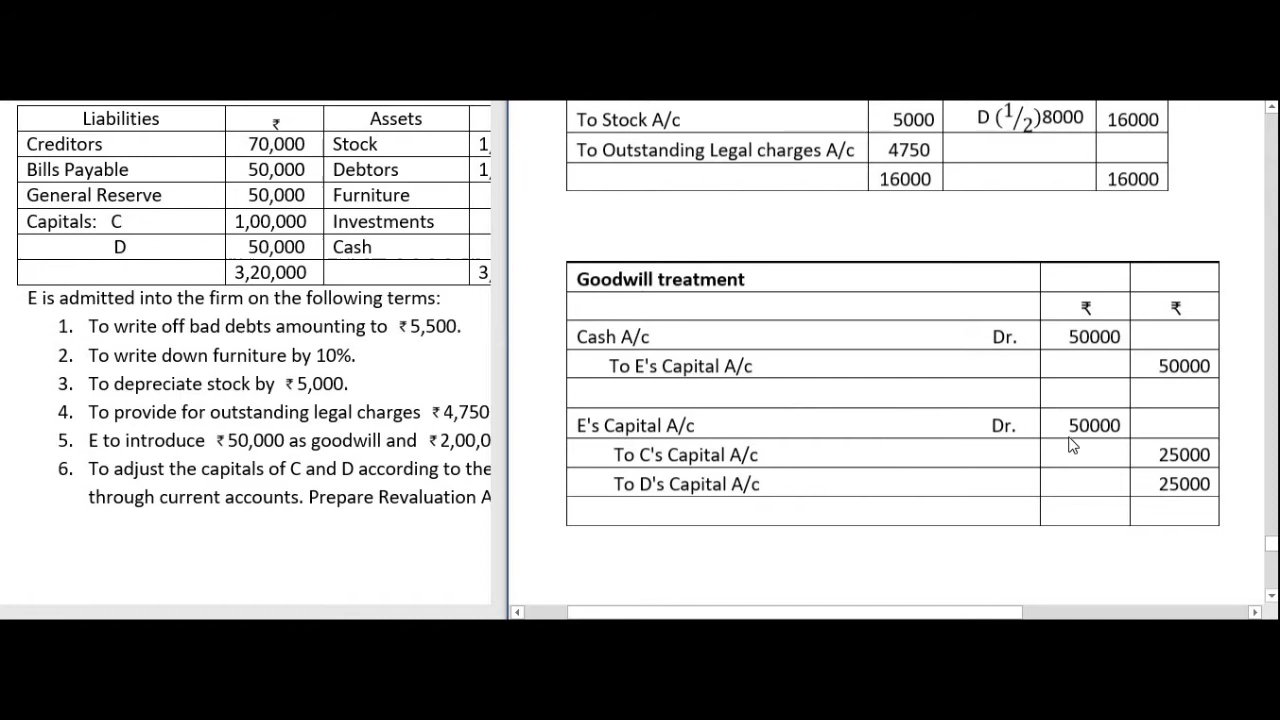 Liabilities ₹ Assets
Creditors 70,000 Stock 1,
Bills Payable 50,000 Debtors 1,
General Reserve 50,000 Furniture
Capitals: C 1,00,000 Investments
D 50,000 Cash
3,20,000 3,
E is admitted into the firm on the following terms:
1. To write off bad debts amounting to ₹5,500.
2. To write down furniture by 10%.
3. To depreciate stock by ₹5,000.
4. To provide for outstanding legal charges ₹4,750
5. E to introduce ₹50,000 as goodwill and ₹2,00,0
6. To adjust the capitals of C and D according to the
through current accounts. Prepare Revaluation A
To Stock A/c 5000 D (1/2)8000 16000
To Outstanding Legal charges A/c 4750
16000 16000
Goodwill treatment
₹ ₹
Cash A/c Dr. 50000
To E's Capital A/c 50000
E's Capital A/c Dr. 50000
To C's Capital A/c 25000
To D's Capital A/c 25000